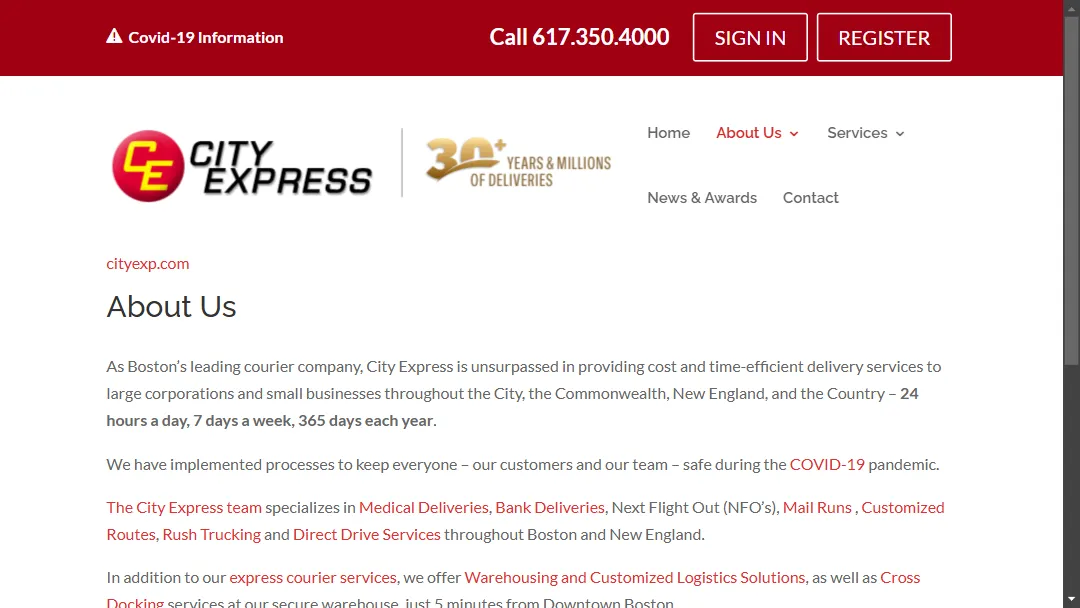 Covid-19 Information
Call 617.350.4000
SIGN IN
REGISTER
CE CITY EXPRESS
30+ YEARS & MILLIONS OF DELIVERIES
Home
About Us
Services
News & Awards
Contact
cityexp.com
About Us
As Boston’s leading courier company, City Express is unsurpassed in providing cost and time-efficient delivery services to
large corporations and small businesses throughout the City, the Commonwealth, New England, and the Country – 24
hours a day, 7 days a week, 365 days each year.
We have implemented processes to keep everyone – our customers and our team – safe during the COVID-19 pandemic.
The City Express team specializes in Medical Deliveries, Bank Deliveries, Next Flight Out (NFO’s), Mail Runs , Customized
Routes, Rush Trucking and Direct Drive Services throughout Boston and New England.
In addition to our express courier services, we offer Warehousing and Customized Logistics Solutions, as well as Cross
Docking services at our secure warehouse, just 5 minutes from Downtown Boston.